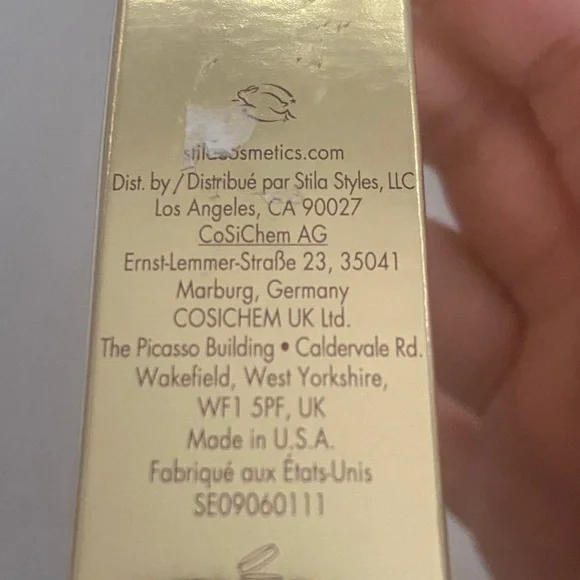 stilacosmetics.com
Dist. by / Distribué par Stila Styles, LLC
Los Angeles, CA 90027
CoSiChem AG
Ernst-Lemmer-Straße 23, 35041
Marburg, Germany
COSICHEM UK Ltd.
The Picasso Building • Caldervale Rd.
Wakefield, West Yorkshire,
WF1 5PF, UK
Made in U.S.A.
Fabriqué aux États-Unis
SE09060111